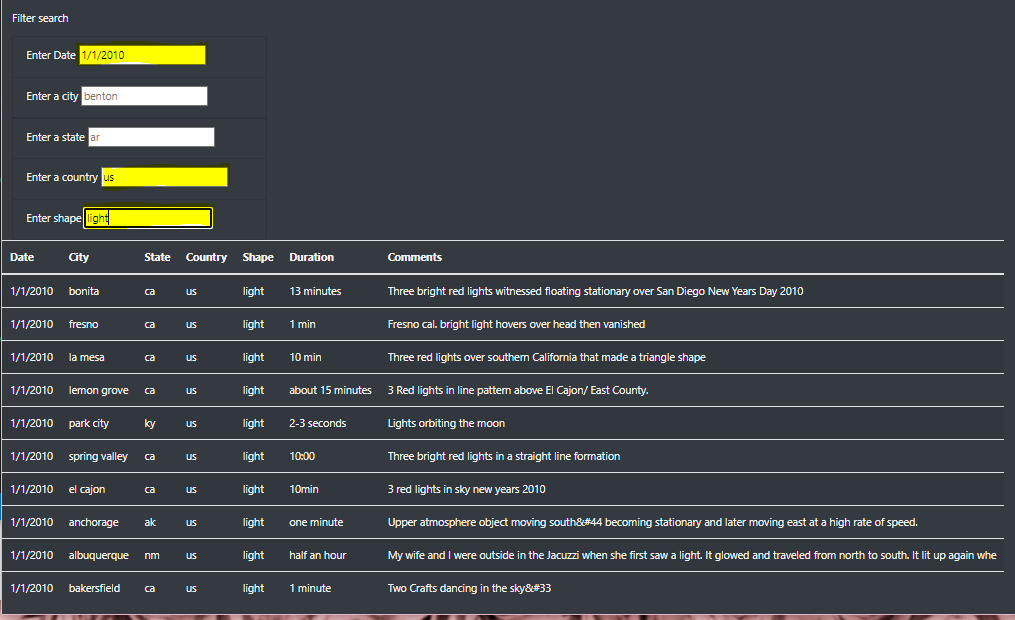 Filter search
Enter Date 1/1/2010
Enter a city benton
Enter a state ar
Enter a country us
Enter shape light
Date City State Country Shape Duration Comments
1/1/2010 bonita ca us light 13 minutes Three bright red lights witnessed floating stationary over San Diego New Years Day 2010
1/1/2010 fresno ca us light 1 min Fresno cal. bright light hovers over head then vanished
1/1/2010 la mesa ca us light 10 min Three red lights over southern California that made a triangle shape
1/1/2010 lemon grove ca us light about 15 minutes 3 Red lights in line pattern above El Cajon/ East County.
1/1/2010 park city ky us light 2-3 seconds Lights orbiting the moon
1/1/2010 spring valley ca us light 10:00 Three bright red lights in a straight line formation
1/1/2010 el cajon ca us light 10min 3 red lights in sky new years 2010
1/1/2010 anchorage ak us light one minute Upper atmosphere object moving south&#44 becoming stationary and later moving east at a high rate of speed.
1/1/2010 albuquerque nm us light half an hour My wife and I were outside in the Jacuzzi when she first saw a light. It glowed and traveled from north to south. It lit up again whe
1/1/2010 bakersfield ca us light 1 minute Two Crafts dancing in the sky&#33